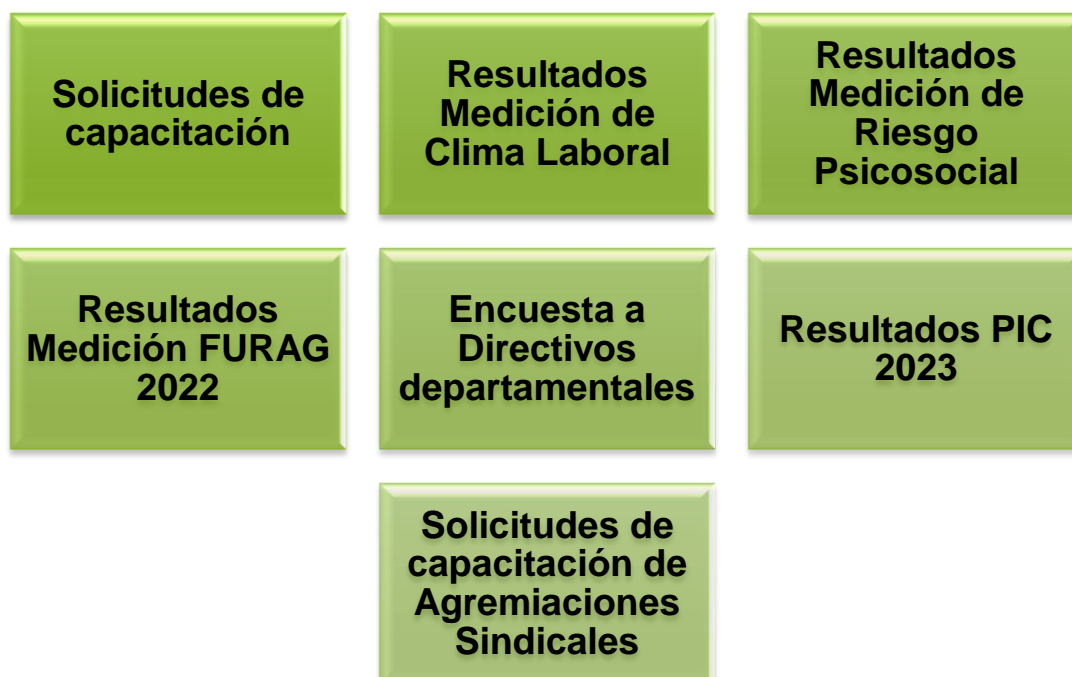 Solicitudes de
capacitación
Resultados
Medición de
Clima Laboral
Resultados
Medición de
Riesgo
Psicosocial
Resultados
Medición FURAG
2022
Encuesta a
Directivos
departamentales
Resultados PIC
2023
Solicitudes de
capacitación de
Agremiaciones
Sindicales